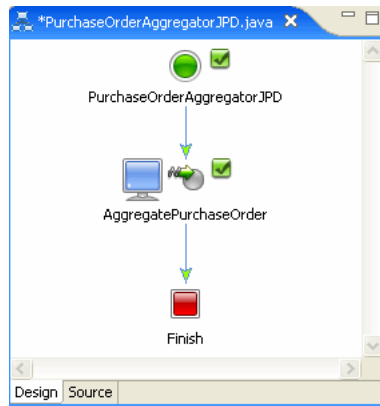 *PurchaseOrderAggregatorJPD.java
PurchaseOrderAggregatorJPD
AggregatePurchaseOrder
Finish
Design Source